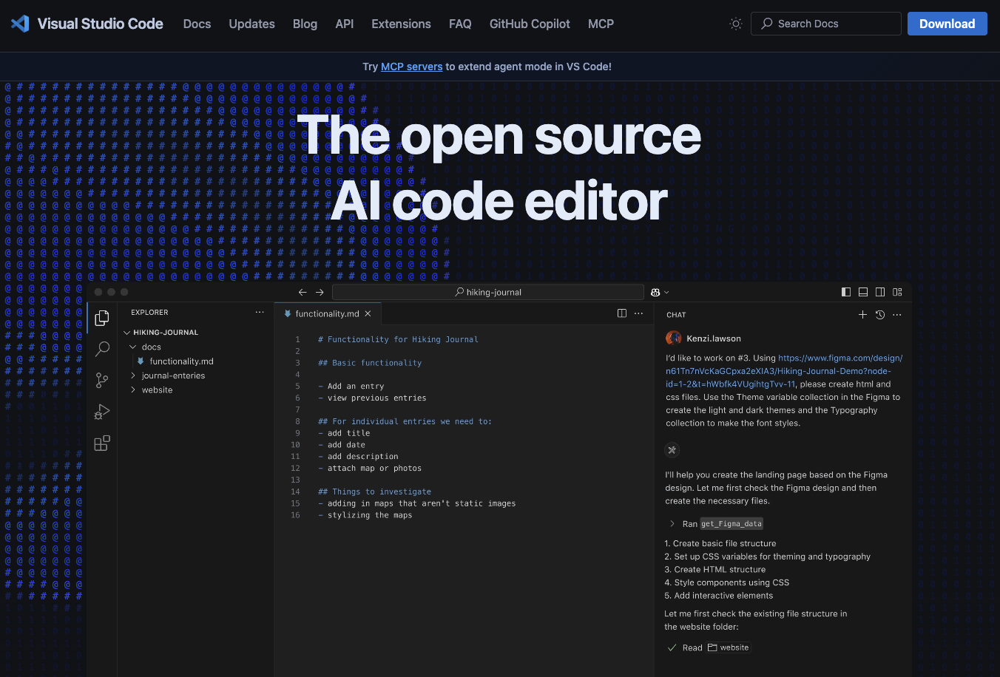 Visual Studio Code Docs Updates Blog API Extensions FAQ GitHub Copilot MCP Search Docs Download
Try MCP servers to extend agent mode in VS Code!
The open source
AI code editor
hiking-journal
EXPLORER
HIKING-JOURNAL
docs
functionality.md
journal-enteries
website
functionality.md
1 # Functionality for Hiking Journal
2
3 ## Basic functionality
4
5 - Add an entry
6 - view previous entries
7
8 ## For individual entries we need to:
9 - add title
10 - add date
11 - add description
12 - attach map or photos
13
14 ## Things to investigate
15 - adding in maps that aren't static images
16 - stylizing the maps
CHAT
Kenzi.lawson
I'd like to work on #3. Using https://www.figma.com/design/
n61Tn7nVcKaGCpxa2eXIA3/Hiking-Journal-Demo?node-
id=1-2&t=hWbfk4VUgihtgTvv-11, please create html and
css files. Use the Theme variable collection in the Figma to
create the light and dark themes and the Typography
collection to make the font styles.
I'll help you create the landing page based on the Figma
design. Let me first check the Figma design and then
create the necessary files.
Ran get_Figma_data
1. Create basic file structure
2. Set up CSS variables for theming and typography
3. Create HTML structure
4. Style components using CSS
5. Add interactive elements
Let me first check the existing file structure in
the website folder:
Read website